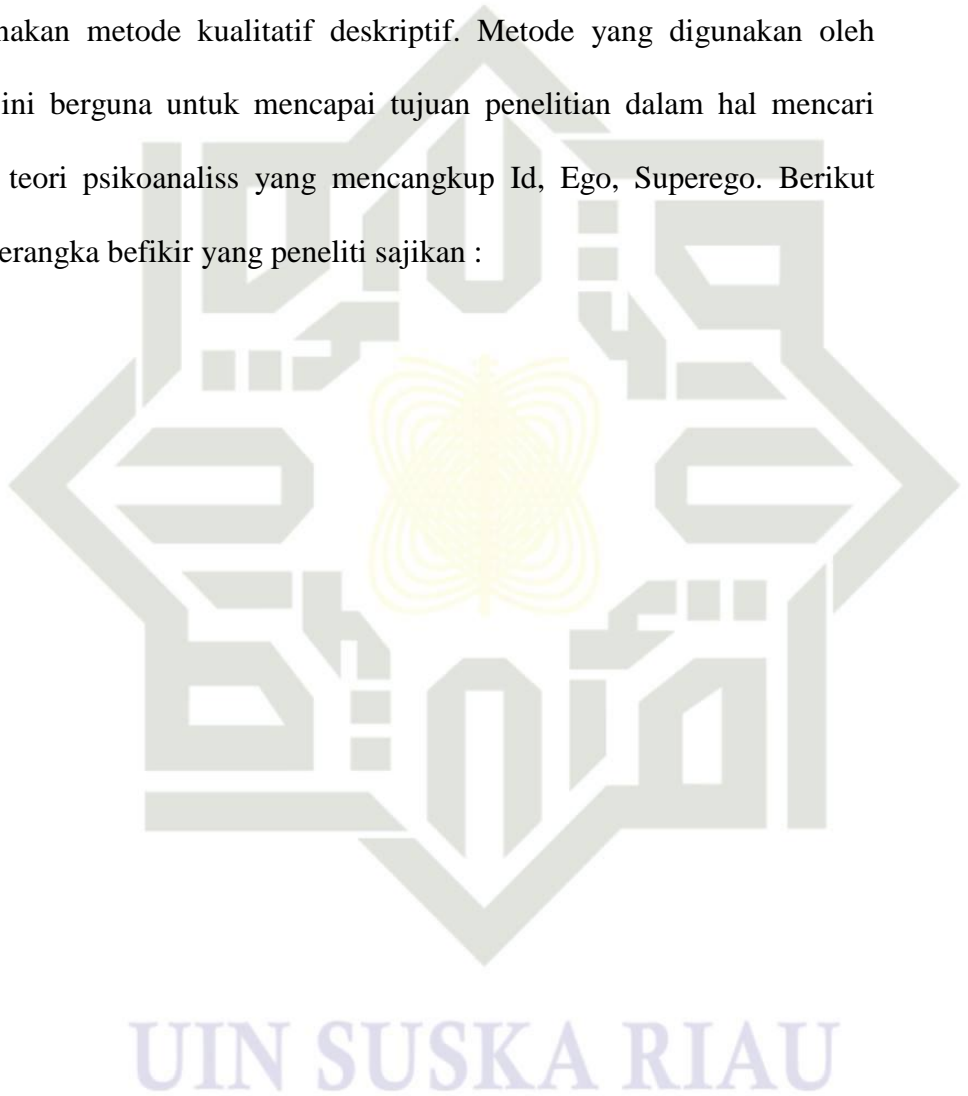 nakan metode kualitatif deskriptif. Metode yang digunakan oleh
ini berguna untuk mencapai tujuan penelitian dalam hal mencari
teori psikoanaliss yang mencangkup Id, Ego, Superego. Berikut
erangka befikir yang peneliti sajikan :
UIN SUSKA RIAU